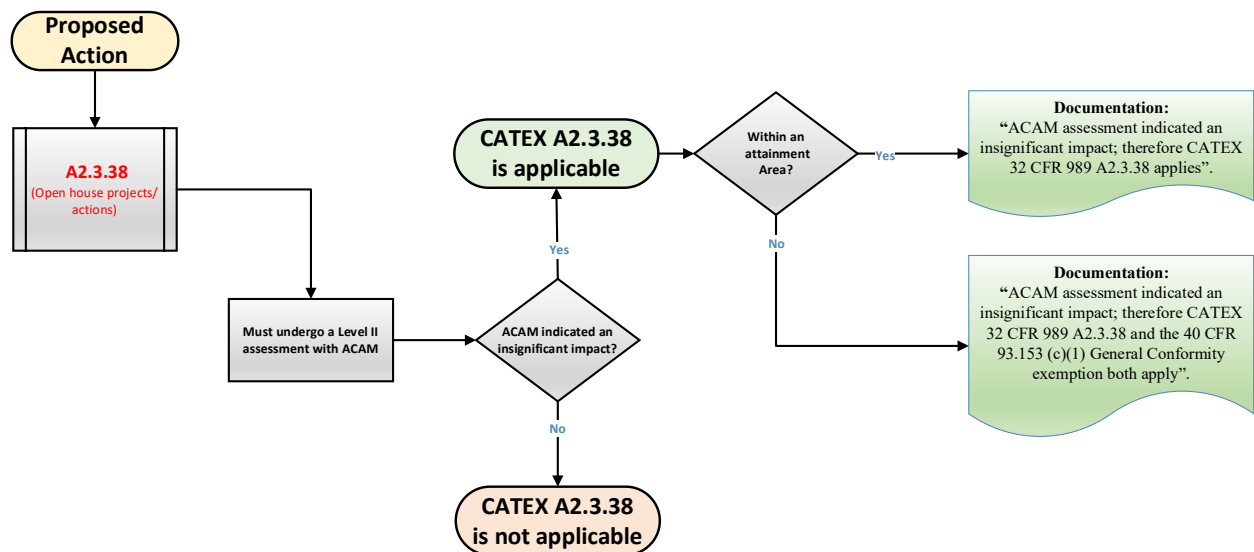 Proposed
Action
A2.3.38
(Open house projects/
actions)
Must undergo a Level II
assessment with ACAM
ACAM indicated an
insignificant impact?
Yes
No
CATEX A2.3.38
is applicable
CATEX A2.3.38
is not applicable
Within an
attainment
Area?
Yes
No
Documentation:
“ACAM assessment indicated an
insignificant impact; therefore CATEX
32 CFR 989 A2.3.38 applies”.
Documentation:
“ACAM assessment indicated an
insignificant impact; therefore CATEX
32 CFR 989 A2.3.38 and the 40 CFR
93.153 (c)(1) General Conformity
exemption both apply”.